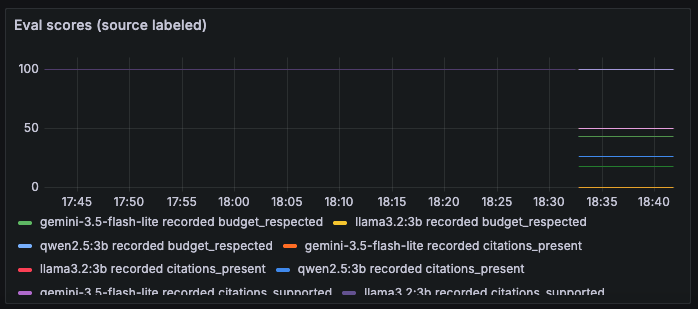 Eval scores (source labeled)
100
50
0
17:45 17:50 17:55 18:00 18:05 18:10 18:15 18:20 18:25 18:30 18:35 18:40
gemini-3.5-flash-lite recorded budget_respected llama3.2:3b recorded budget_respected
qwen2.5:3b recorded budget_respected gemini-3.5-flash-lite recorded citations_present
llama3.2:3b recorded citations_present qwen2.5:3b recorded citations_present
gemini-3.5-flash-lite recorded citations_supported llama3.2:3b recorded citations_supported